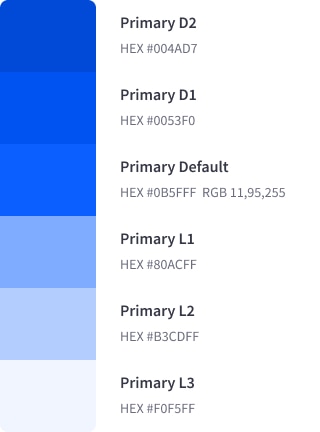 Primary D2
HEX #004AD7
Primary D1
HEX #0053F0
Primary Default
HEX #0B5FFF RGB 11,95,255
Primary L1
HEX #80ACFF
Primary L2
HEX #B3CDFF
Primary L3
HEX #F0F5FF